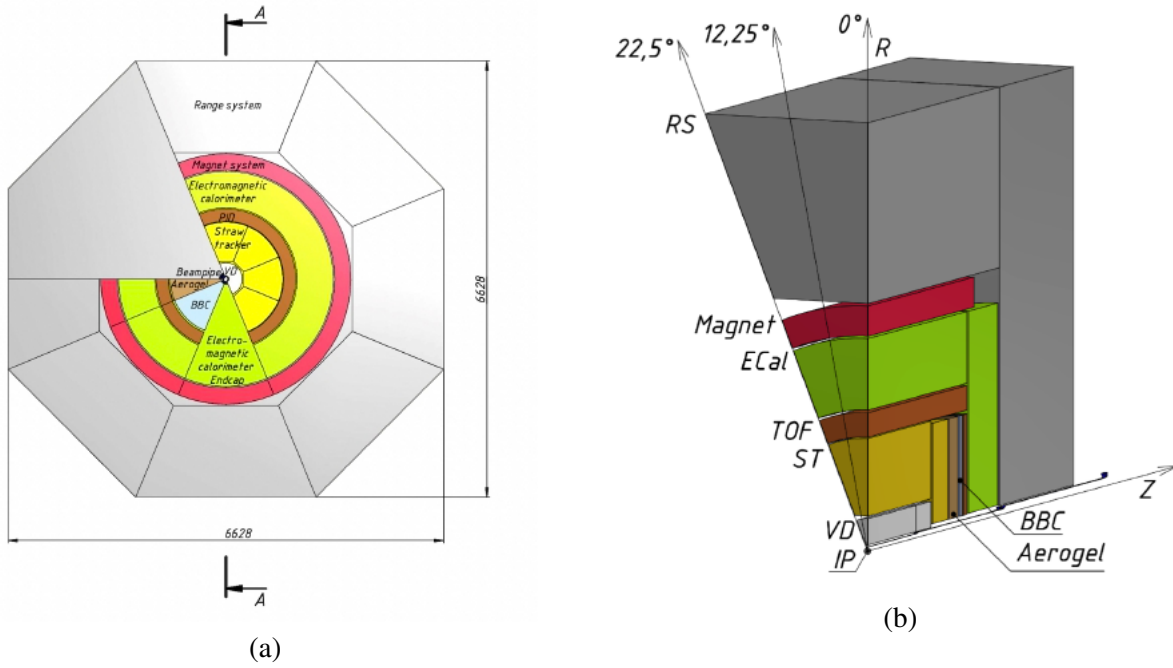 A
Range system
Magnet system
Electromagnetic
calorimeter
PID
Straw
tracker
Beampipe
VD
Aerogel
BBC
Electro-
magnetic
calorimeter
Endcap
6628
6628
A
(a)
22,5°
12,25°
0°
R
RS
Magnet
ECal
TOF
ST
VD
IP
Z
BBC
Aerogel
(b)